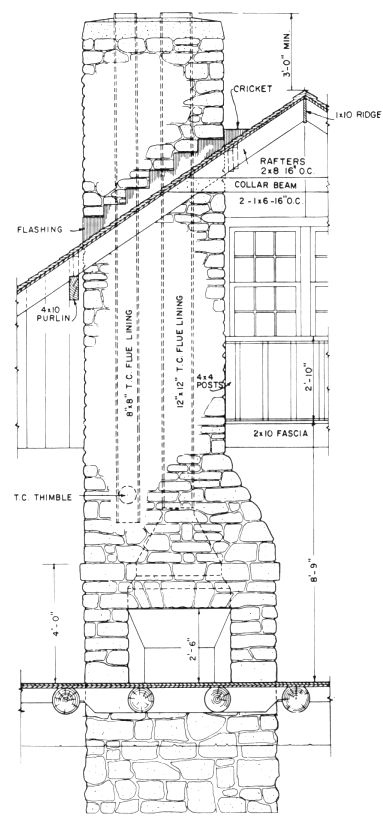 3'-0" MIN.
CRICKET
1x10 RIDGE
RAFTERS
2x8 16" O.C.
COLLAR BEAM
2-1x6-16" O.C.
FLASHING
4x10
PURLIN
8"x8" T.C. FLUE LINING
12"x12" T.C. FLUE LINING
4x4
POSTS
2'-10"
2x10 FASCIA
T.C. THIMBLE
8'-9"
4'-0"
2'-6"